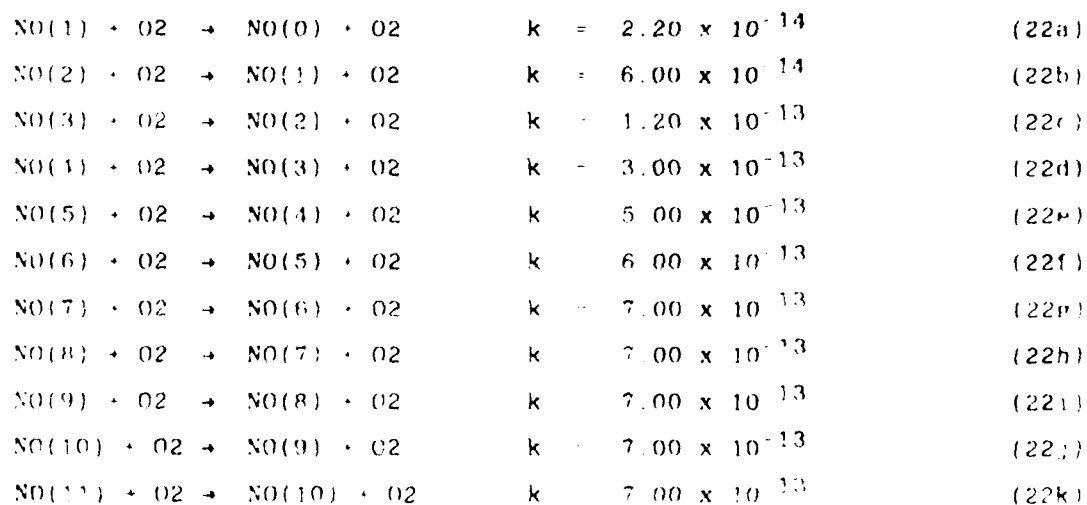 NO(1) + O2 → NO(0) + O2 k = 2.20 x 10-14 (22a)
NO(2) + O2 → NO(1) + O2 k = 6.00 x 10-14 (22b)
NO(3) + O2 → NO(2) + O2 k = 1.20 x 10-13 (22c)
NO(4) + O2 → NO(3) + O2 k = 3.00 x 10-13 (22d)
NO(5) + O2 → NO(4) + O2 k 5.00 x 10-13 (22e)
NO(6) + O2 → NO(5) + O2 k 6.00 x 10-13 (22f)
NO(7) + O2 → NO(6) + O2 k = 7.00 x 10-13 (22g)
NO(8) + O2 → NO(7) + O2 k 7.00 x 10-13 (22h)
NO(9) + O2 → NO(8) + O2 k 7.00 x 10-13 (22i)
NO(10) + O2 → NO(9) + O2 k 7.00 x 10-13 (22j)
NO(11) + O2 → NO(10) + O2 k 7.00 x 10-13 (22k)